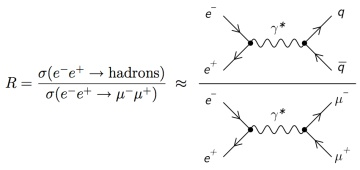 e⁻ q
γ*
e⁺ q̅
R = σ(e⁻e⁺ → hadrons) / σ(e⁻e⁺ → μ⁻μ⁺) ≈
e⁻ μ⁻
γ*
e⁺ μ⁺